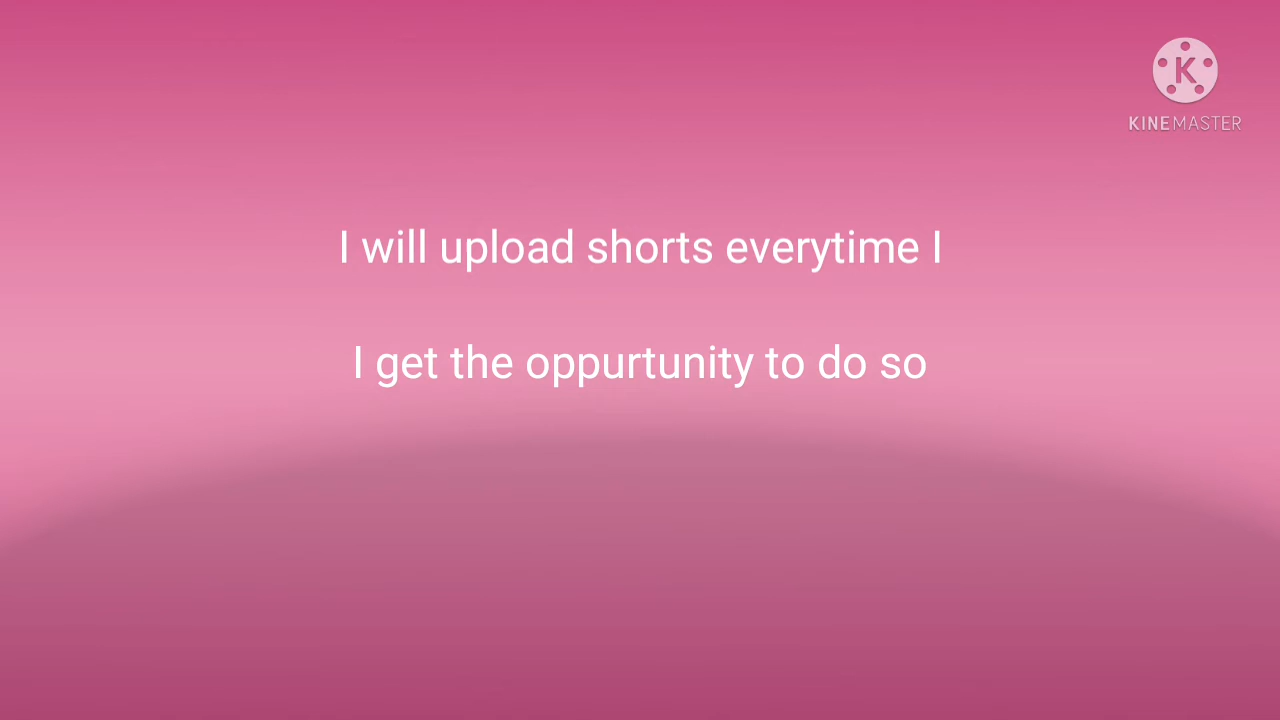 K
KINEMASTER
I will upload shorts everytime I
I get the oppurtunity to do so